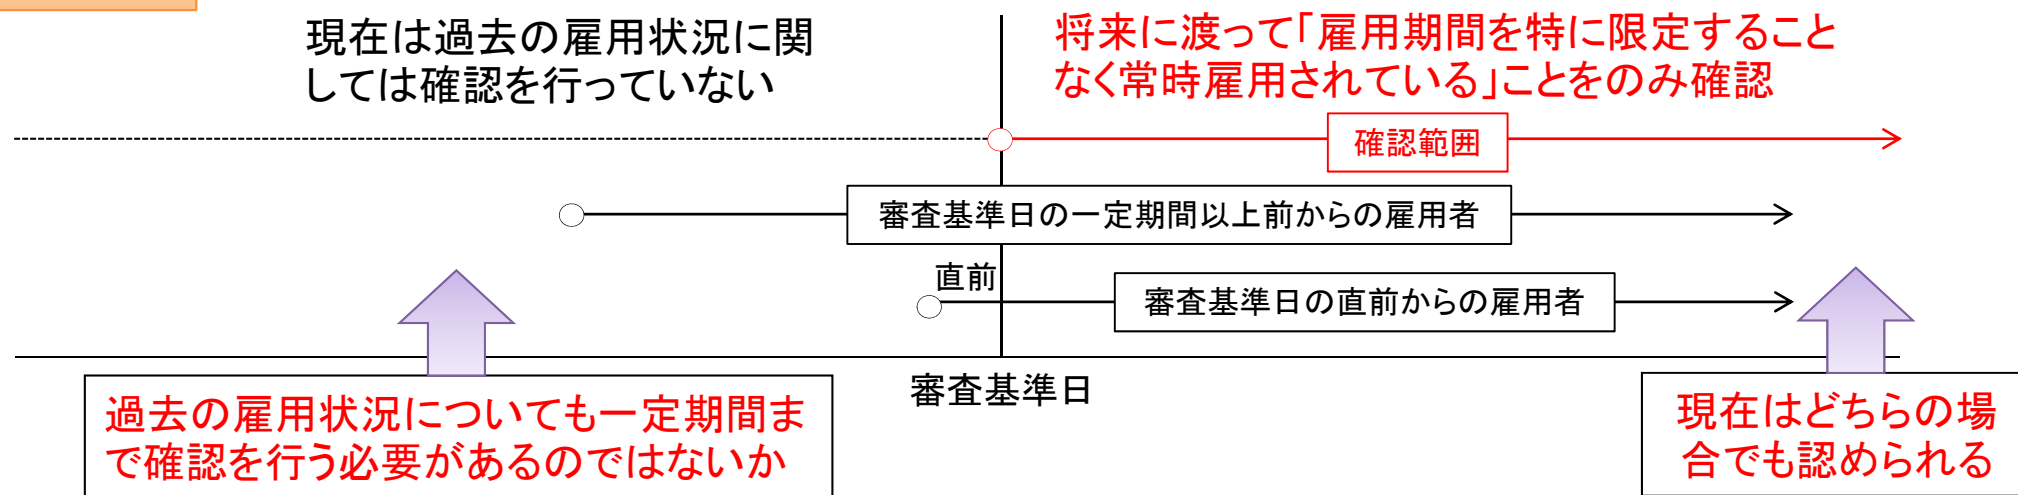 現在は過去の雇用状況に関
しては確認を行っていない
将来に渡って｢雇用期間を特に限定すること
なく常時雇用されている｣ことをのみ確認
確認範囲
審査基準日の一定期間以上前からの雇用者
直前
審査基準日の直前からの雇用者
審査基準日
過去の雇用状況についても一定期間ま
で確認を行う必要があるのではないか
現在はどちらの場
合でも認められる